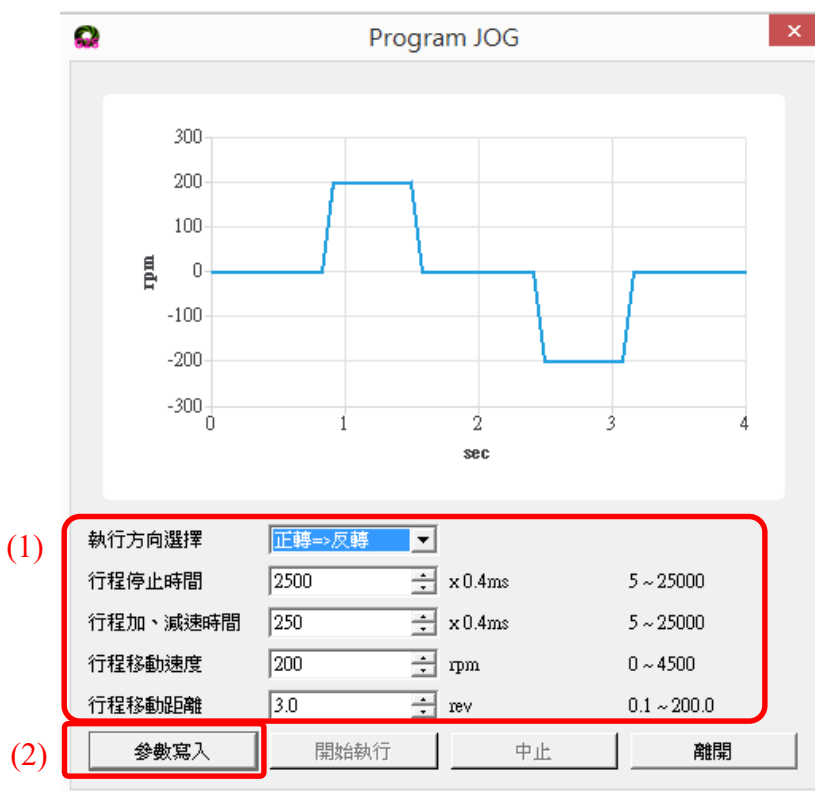 Program JOG
300
200
100
0
-100
-200
-300
rpm
0 1 2 3 4
sec
(1)
執行方向選擇 正轉=>反轉
行程停止時間 2500 x 0.4ms 5 ~ 25000
行程加、減速時間 250 x 0.4ms 5 ~ 25000
行程移動速度 200 rpm 0 ~ 4500
行程移動距離 3.0 rev 0.1 ~ 200.0
(2) 參數寫入 開始執行 中止 離開